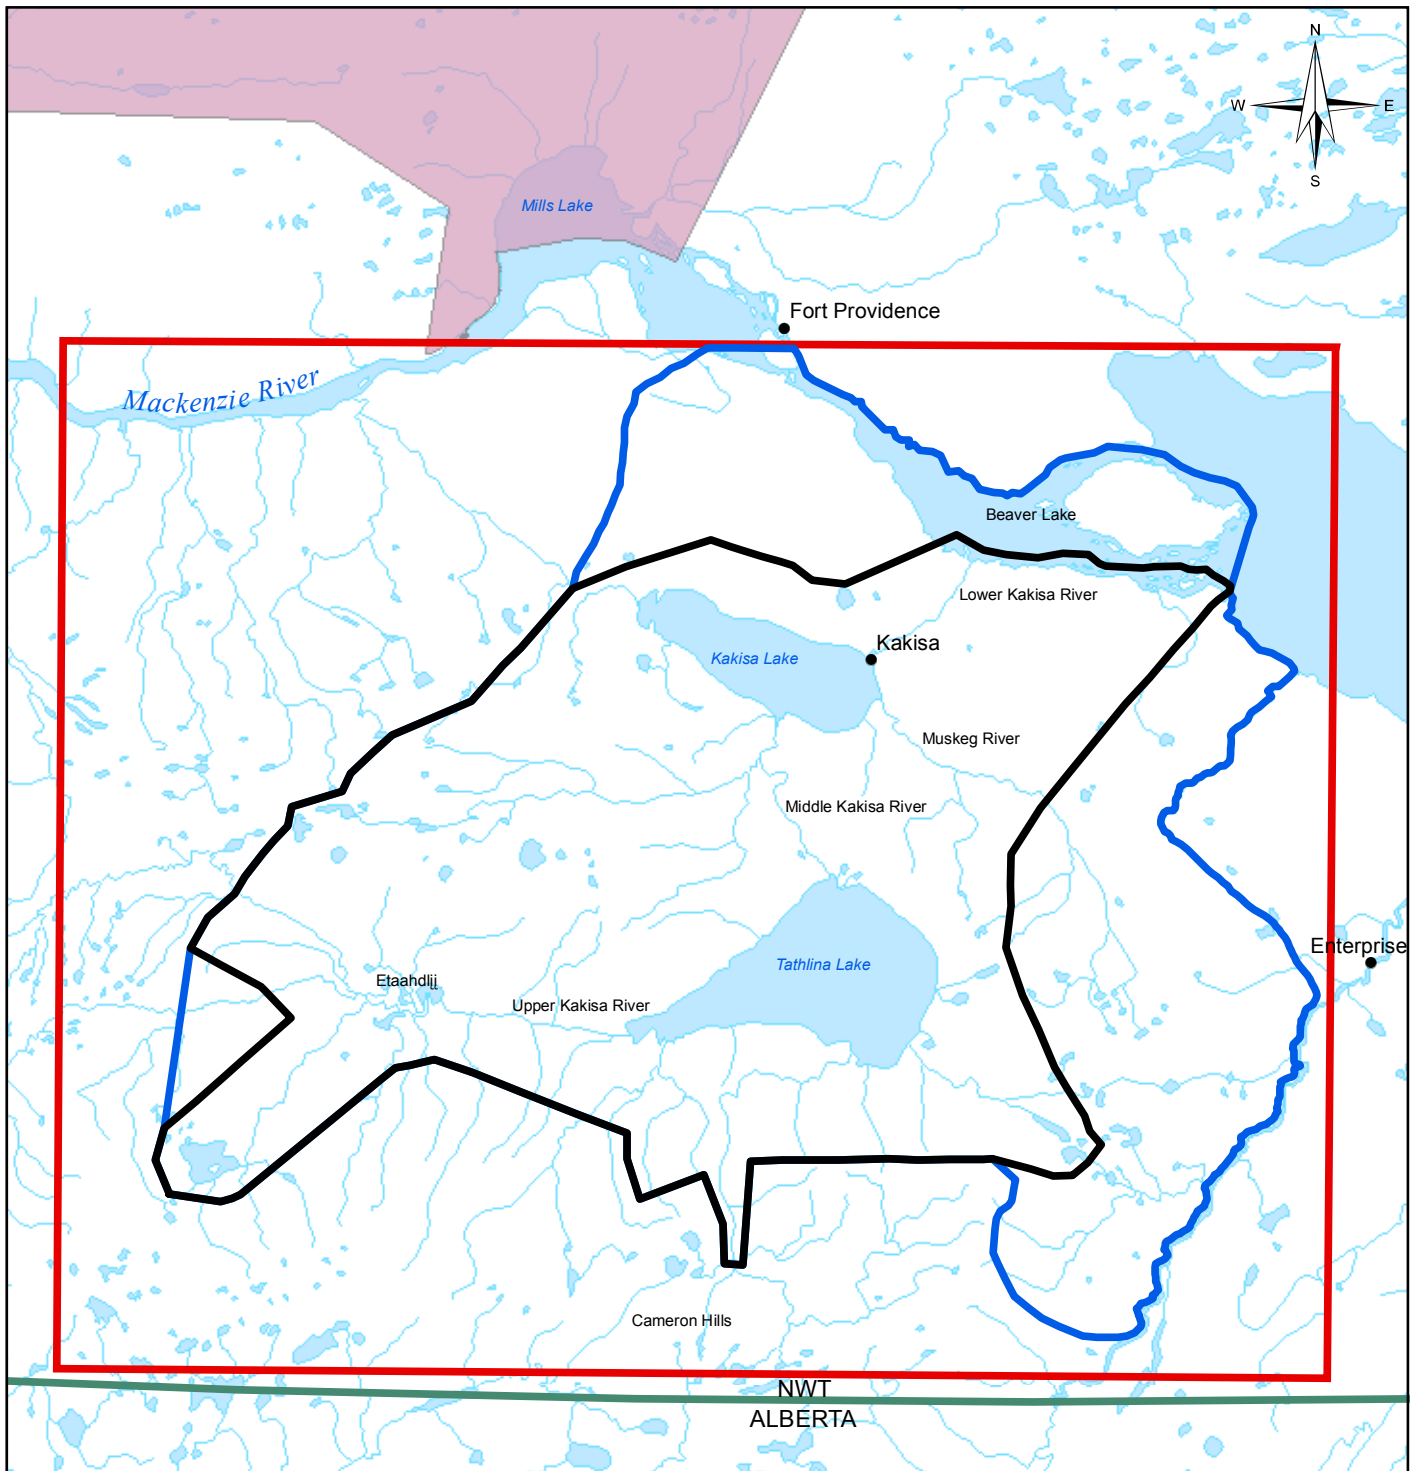 N
W
E
S
Mills Lake
Fort Providence
Mackenzie River
Beaver Lake
Lower Kakisa River
Kakisa
Kakisa Lake
Muskeg River
Middle Kakisa River
Enterprise
Tathlina Lake
Etaahdlįį
Upper Kakisa River
Cameron Hills
NWT
ALBERTA